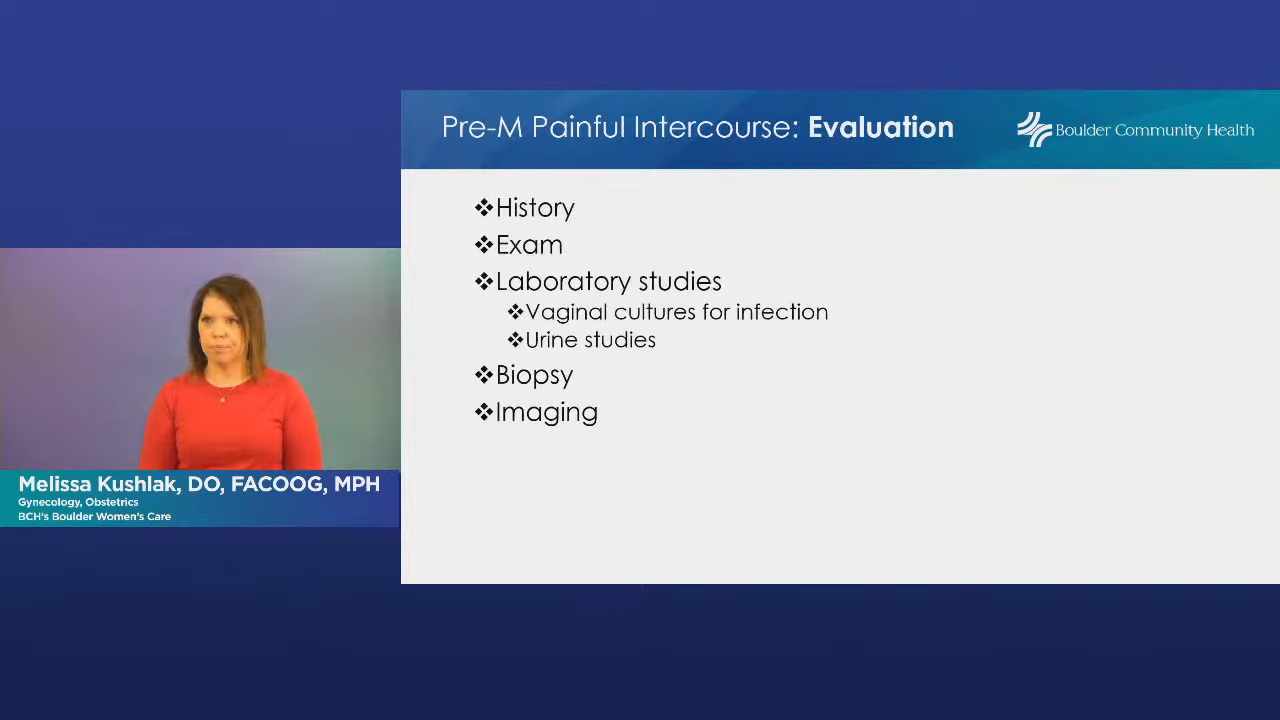 Pre-M Painful Intercourse: Evaluation
Boulder Community Health
❖History
❖Exam
❖Laboratory studies
❖Vaginal cultures for infection
❖Urine studies
❖Biopsy
❖Imaging
Melissa Kushlak, DO, FACOOG, MPH
Gynecology, Obstetrics
BCH's Boulder Women's Care